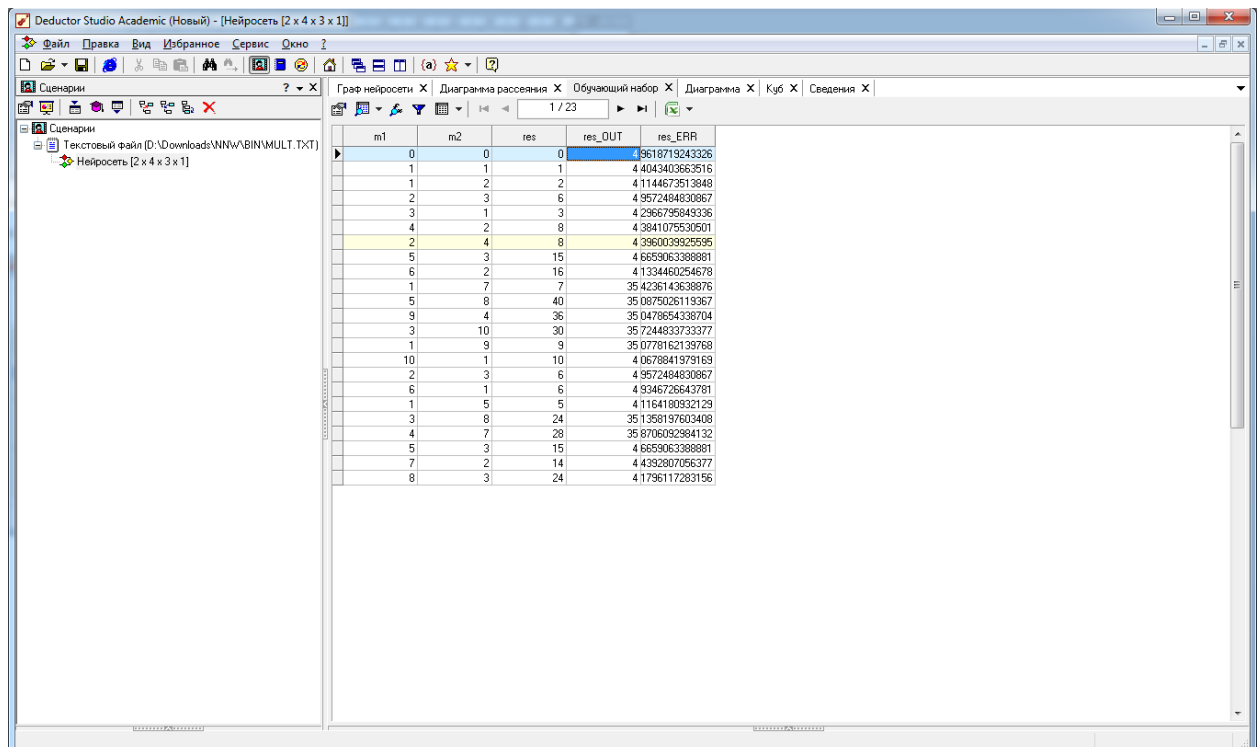 Deductor Studio Academic (Новый) - [Нейросеть [2 x 4 x 3 x 1]]
Файл Правка Вид Избранное Сервис Окно ?
Сценарии ?
Граф нейросети X Диаграмма рассеяния X Обучающий набор X Диаграмма X Куб X Сведения X
1 / 23
Сценарии
Текстовый файл (D:\Downloads\NNW\BIN\MULT.TXT)
Нейросеть [2 x 4 x 3 x 1]
m1 m2 res res_OUT res_ERR
0 0 0 4 9618719243326
1 1 1 4 4043403663516
1 2 2 4 1144673513848
2 3 6 4 9572484830867
3 1 3 4 2966795849336
4 2 8 4 3841075530501
2 4 8 4 3960039925595
5 3 15 4 6659063388881
6 2 16 4 1334460254678
1 7 7 35 4236143638876
5 8 40 35 0875026119367
9 4 36 35 0478654338704
3 10 30 35 7244833733377
1 9 9 35 0778162139768
10 1 10 4 0678841979169
2 3 6 4 9572484830867
6 1 6 4 9346726643781
1 5 5 4 1164180932129
3 8 24 35 1358197603408
4 7 28 35 8706092984132
5 3 15 4 6659063388881
7 2 14 4 4392807056377
8 3 24 4 1796117283156